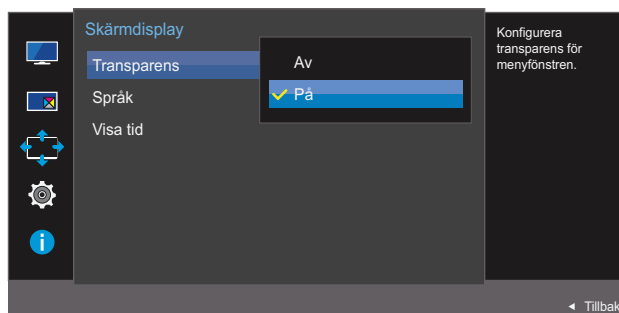 Skärmdisplay
Transparens
Språk
Visa tid
Av
På
Konfigurera
transparens för
menyfönstren.
Tillbak